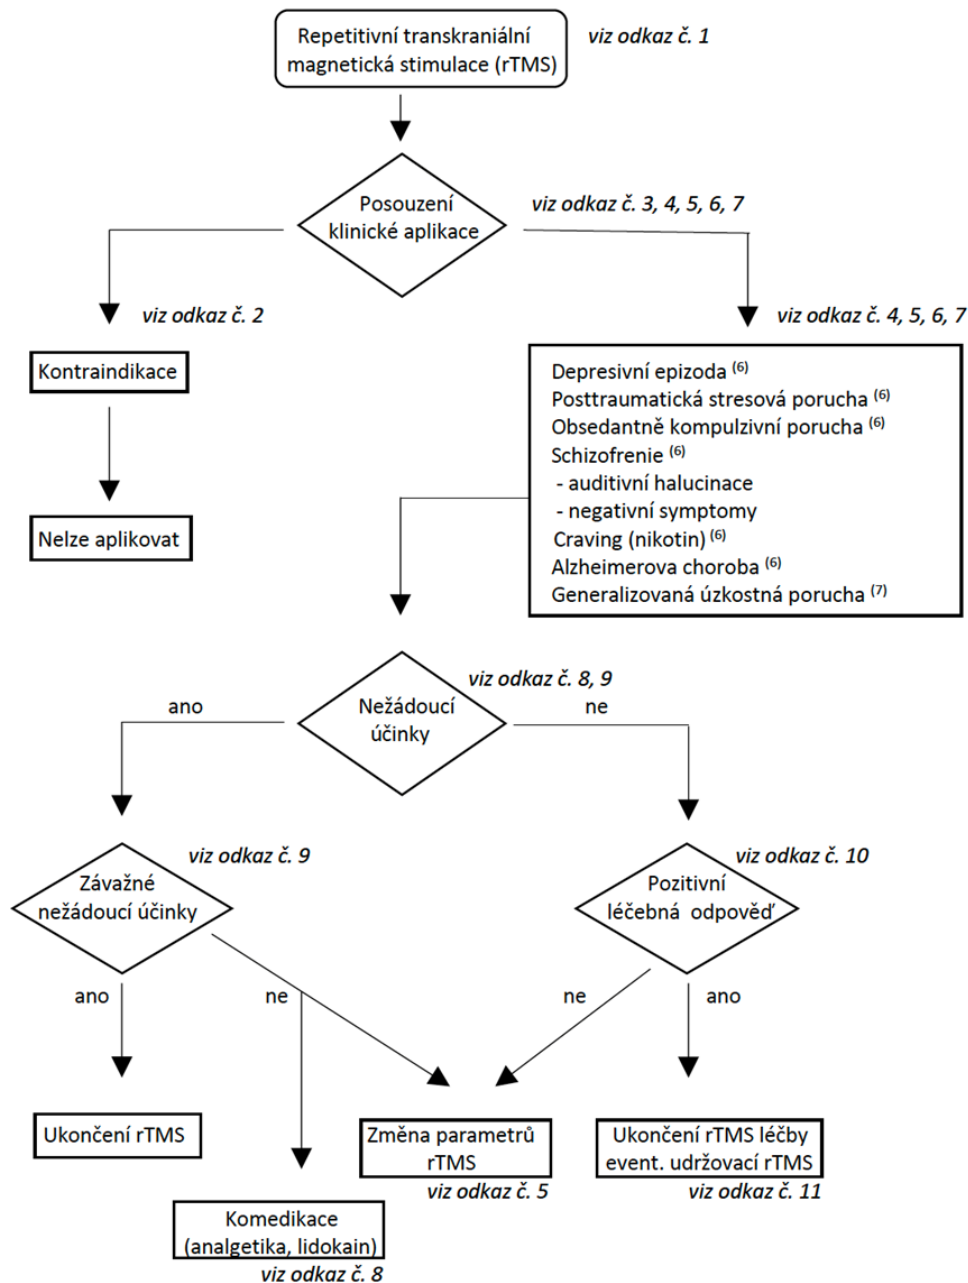 Repetitivní transkraniální
magnetická stimulace (rTMS)
viz odkaz č. 1
Posouzení
klinické aplikace
viz odkaz č. 3, 4, 5, 6, 7
viz odkaz č. 2
viz odkaz č. 4, 5, 6, 7
Kontraindikace
Nelze aplikovat
Depresivní epizoda (6)
Posttraumatická stresová porucha (6)
Obsedantně kompulzivní porucha (6)
Schizofrenie (6)
- auditivní halucinace
- negativní symptomy
Craving (nikotin) (6)
Alzheimerova choroba (6)
Generalizovaná úzkostná porucha (7)
viz odkaz č. 8, 9
ano
Nežádoucí
účinky
ne
viz odkaz č. 9
Závažné
nežádoucí účinky
viz odkaz č. 10
Pozitivní
léčebná odpověď
ano
ne
ne
ano
Ukončení rTMS
Změna parametrů
rTMS
viz odkaz č. 5
Ukončení rTMS léčby
event. udržovací rTMS
viz odkaz č. 11
Komedikace
(analgetika, lidokain)
viz odkaz č. 8